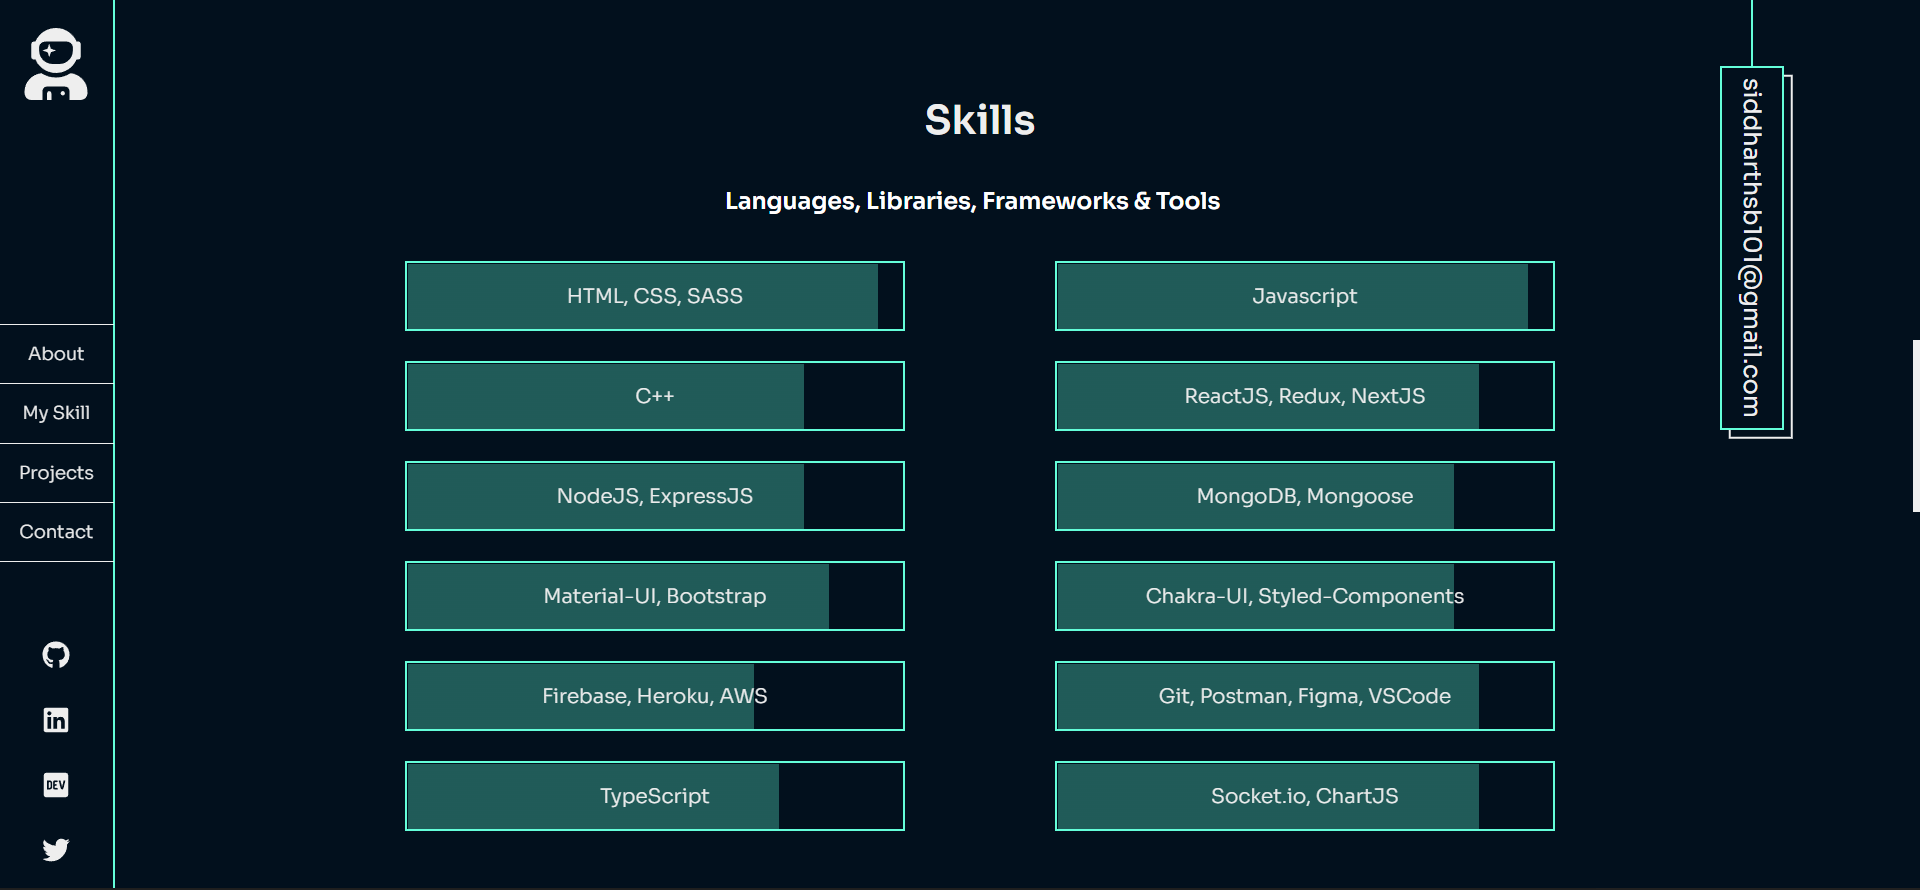 Skills
Languages, Libraries, Frameworks & Tools
HTML, CSS, SASS
Javascript
C++
ReactJS, Redux, NextJS
NodeJS, ExpressJS
MongoDB, Mongoose
Material-UI, Bootstrap
Chakra-UI, Styled-Components
Firebase, Heroku, AWS
Git, Postman, Figma, VSCode
TypeScript
Socket.io, ChartJS
About
My Skill
Projects
Contact
DEV
siddharthsb101@gmail.com